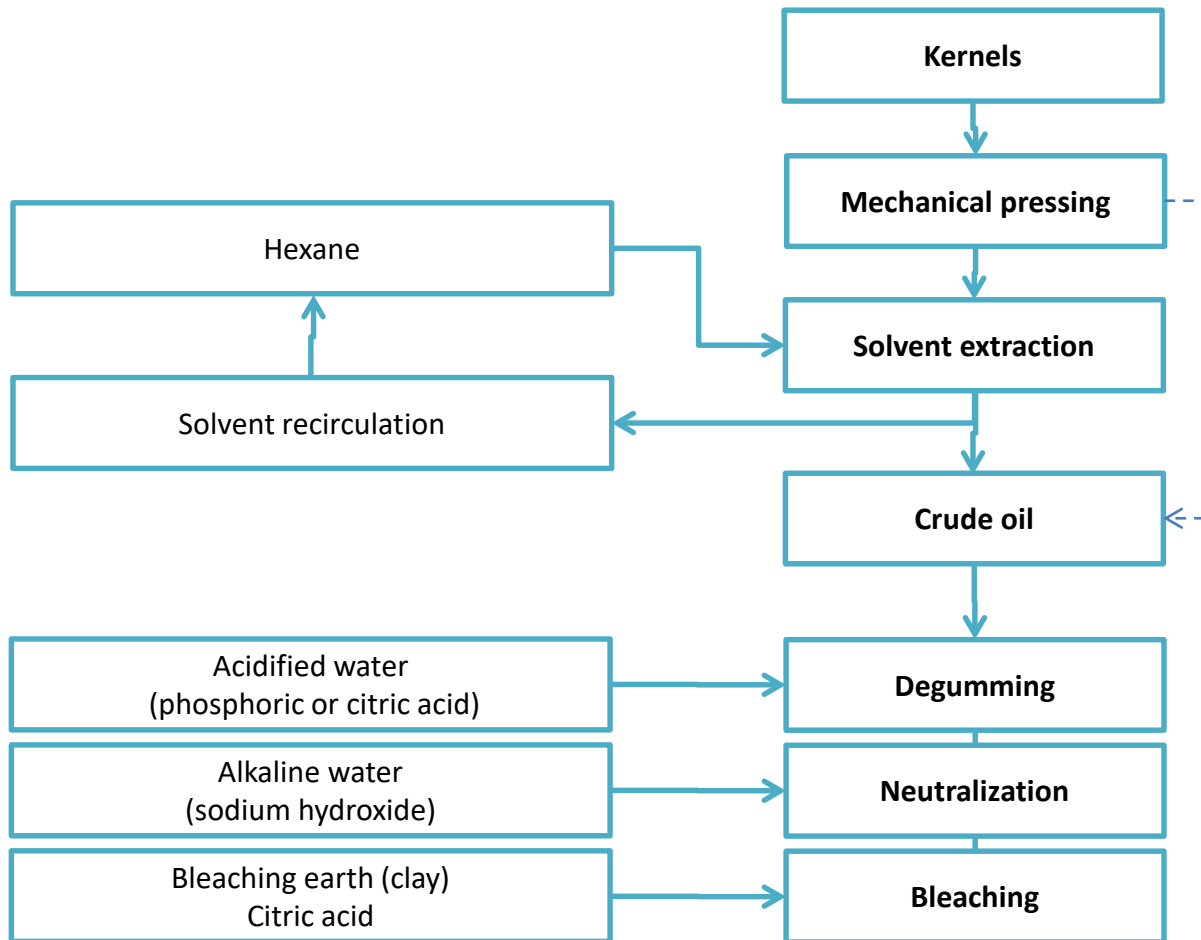 Kernels
Mechanical pressing
Hexane
Solvent extraction
Solvent recirculation
Crude oil
Acidified water
(phosphoric or citric acid)
Degumming
Alkaline water
(sodium hydroxide)
Neutralization
Bleaching earth (clay)
Citric acid
Bleaching